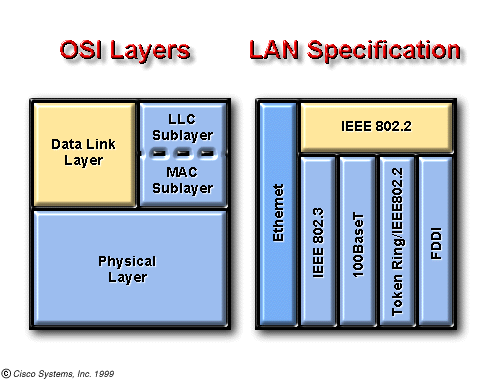 OSI Layers
LAN Specification
Data Link
Layer
LLC
Sublayer
MAC
Sublayer
Physical
Layer
Ethernet
IEEE 802.2
IEEE 802.3
100BaseT
Token Ring/IEEE802.2
FDDI
© Cisco Systems, Inc. 1999